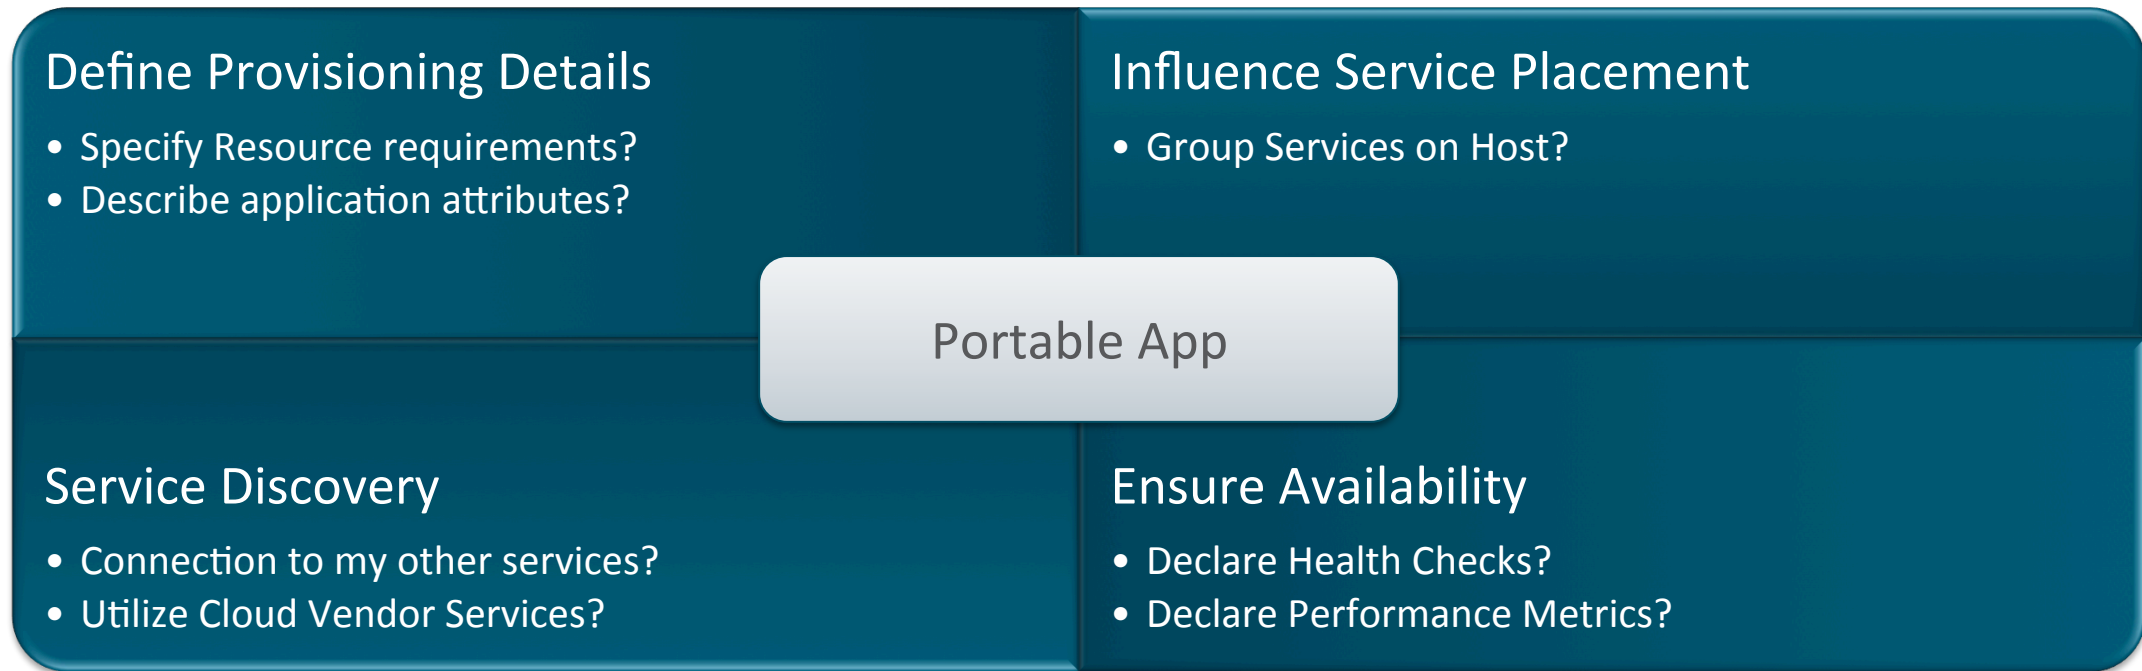 Define Provisioning Details
• Specify Resource requirements?
• Describe application attributes?
Influence Service Placement
• Group Services on Host?
Portable App
Service Discovery
• Connection to my other services?
• Utilize Cloud Vendor Services?
Ensure Availability
• Declare Health Checks?
• Declare Performance Metrics?